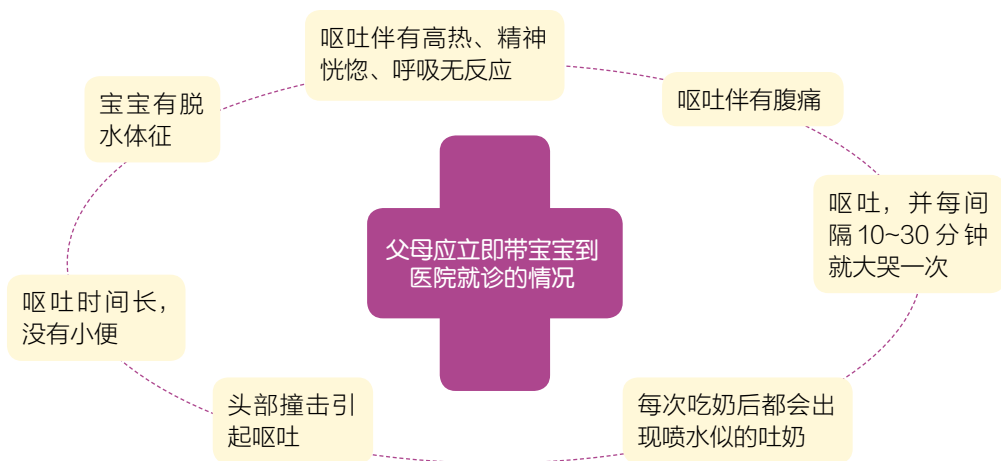 呕吐伴有高热、精神
恍惚、呼吸无反应
宝宝有脱
水体征
呕吐伴有腹痛
呕吐，并每间
隔10~30分钟
就大哭一次
父母应立即带宝宝到
医院就诊的情况
呕吐时间长，
没有小便
头部撞击引
起呕吐
每次吃奶后都会出
现喷水似的吐奶